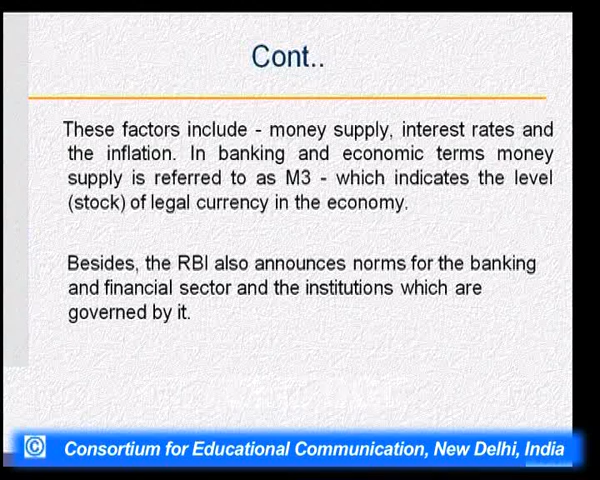 Cont..
These factors include - money supply, interest rates and
the inflation. In banking and economic terms money
supply is referred to as M3 - which indicates the level
(stock) of legal currency in the economy.
Besides, the RBI also announces norms for the banking
and financial sector and the institutions which are
governed by it.
© Consortium for Educational Communication, New Delhi, India